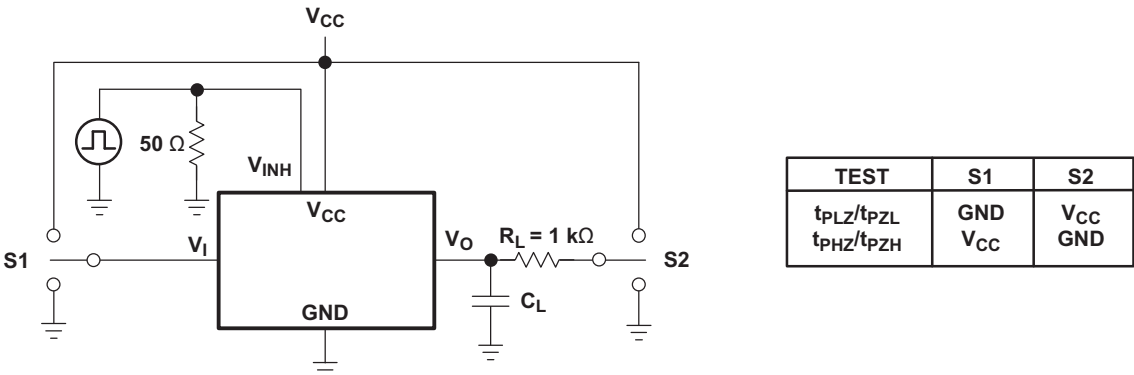 VCC
50 Ω
VINH
VCC
S1
VI
VO
RL = 1 kΩ
S2
CL
GND
TEST S1 S2
tPLZ/tPZL GND VCC
tPHZ/tPZH VCC GND